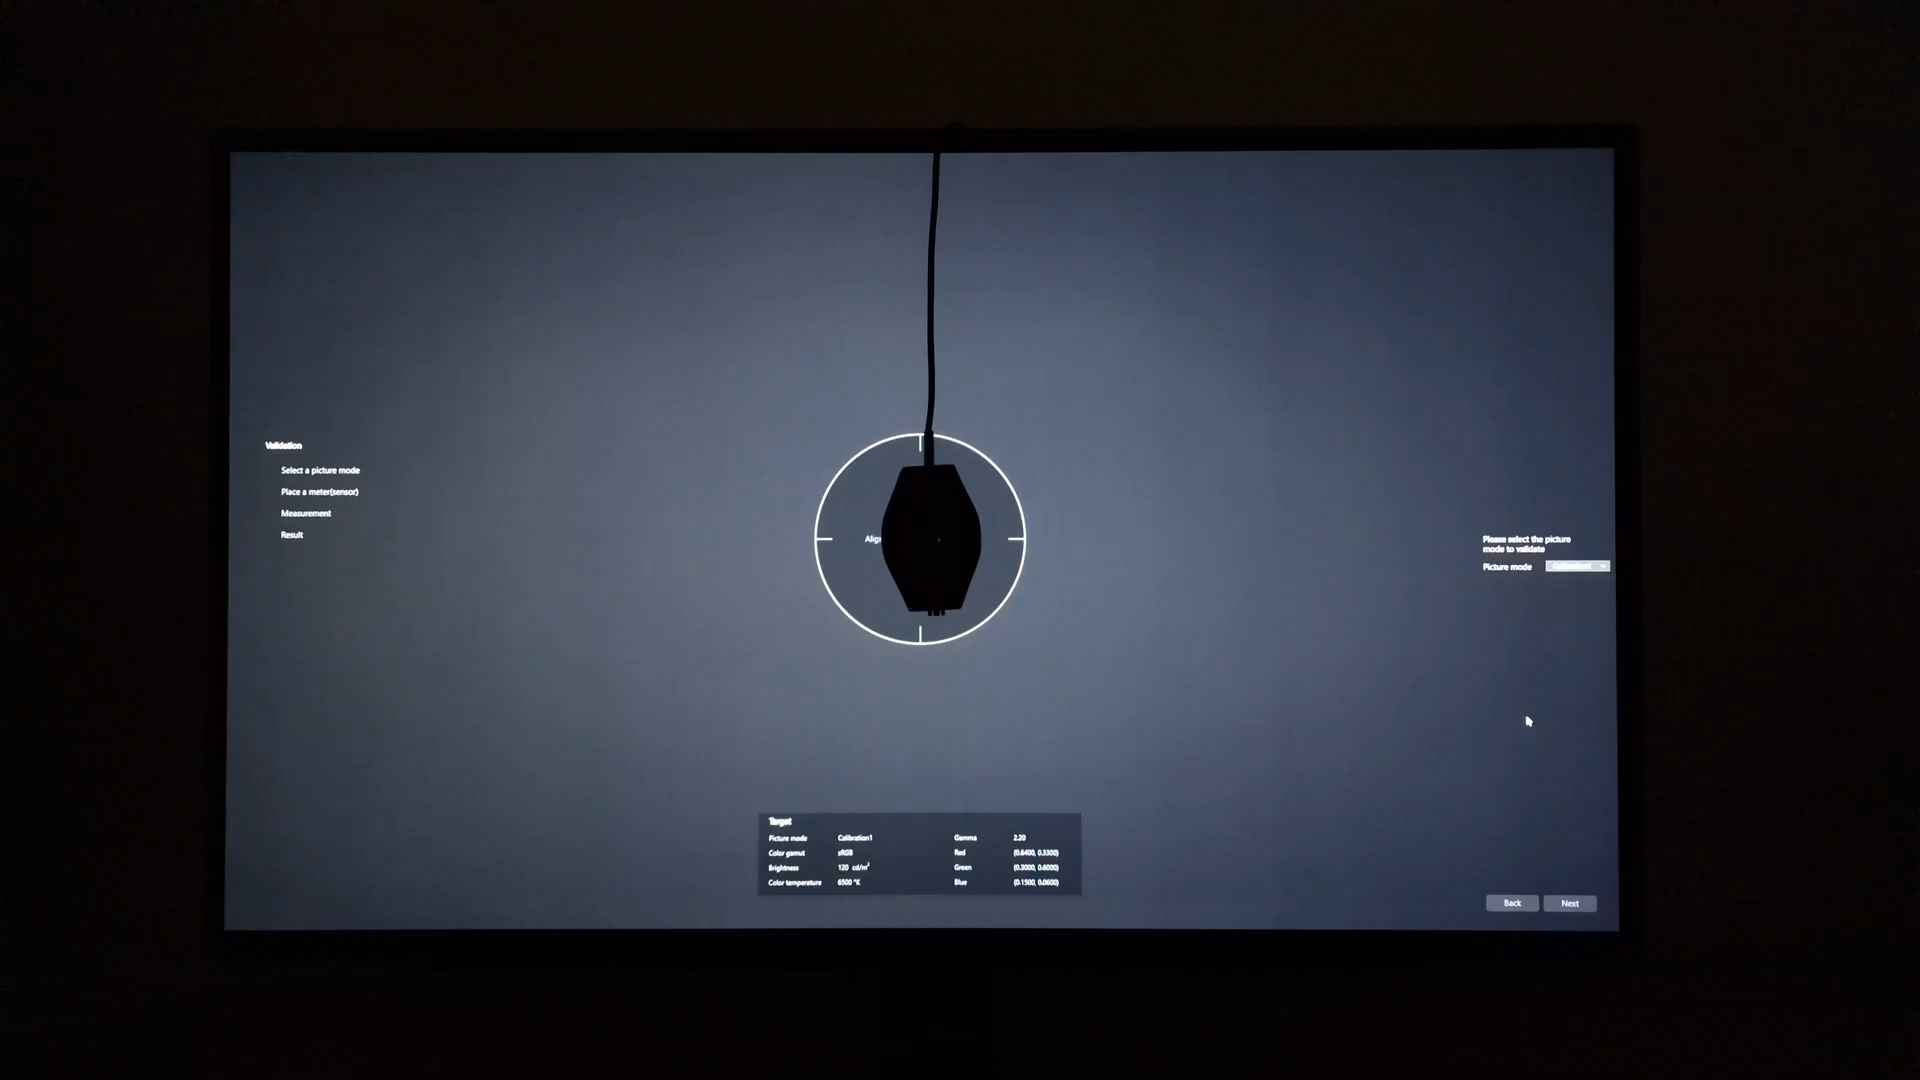 Validation
Select a picture mode
Place a meter(sensor)
Measurement
Result
Please select the picture
mode to validate
Picture mode Calibration1
Target
Picture mode Calibration1 Gamma 2.20
Color gamut sRGB Red (0.6400, 0.3300)
Brightness 120 cd/m² Green (0.3000, 0.6000)
Color temperature 6500 °K Blue (0.1500, 0.0600)
Back Next